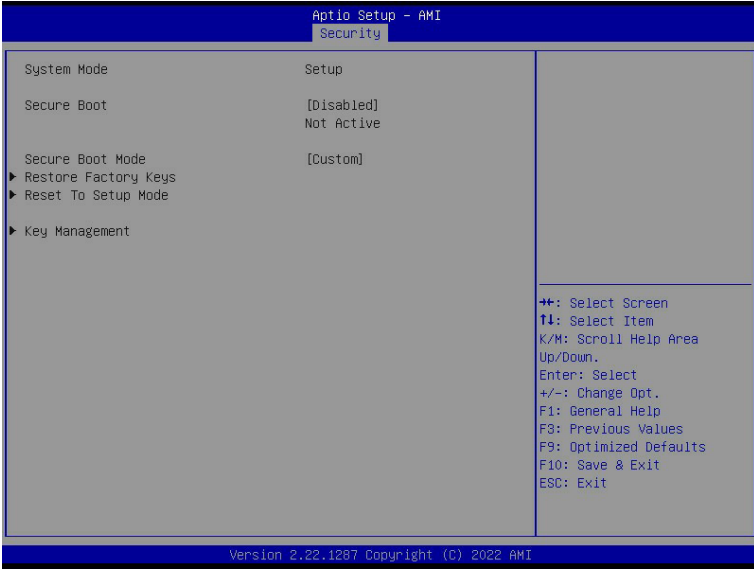 Aptio Setup – AMI
Security
System Mode Setup
Secure Boot [Disabled]
Not Active
Secure Boot Mode [Custom]
▶ Restore Factory Keys
▶ Reset To Setup Mode
▶ Key Management
→←: Select Screen
↑↓: Select Item
K/M: Scroll Help Area
Up/Down.
Enter: Select
+/-: Change Opt.
F1: General Help
F3: Previous Values
F9: Optimized Defaults
F10: Save & Exit
ESC: Exit
Version 2.22.1287 Copyright (C) 2022 AMI